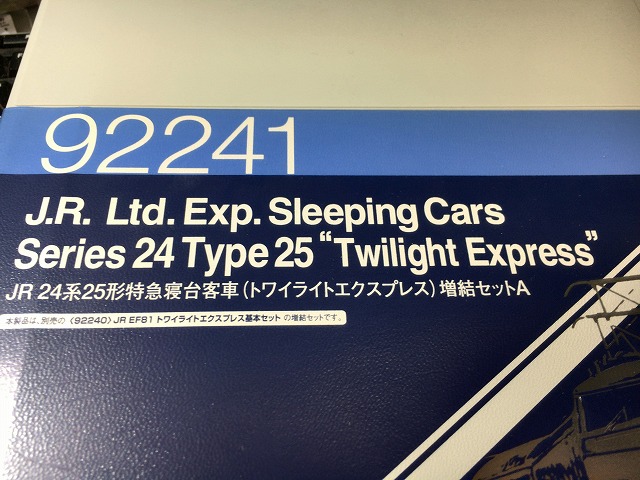 92241
J.R. Ltd. Exp. Sleeping Cars
Series 24 Type 25 “Twilight Express”
JR 24系25形特急寝台客車（トワイライトエクスプレス）増結セットA
本製品は、別売の〈92240〉JR EF81 トワイライトエクスプレス基本セット の増結セットです。